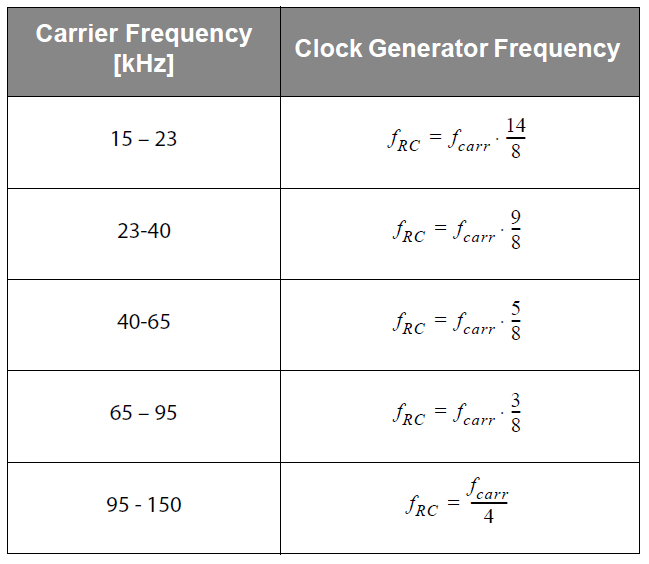 Carrier Frequency
[kHz]
Clock Generator Frequency
15 – 23
f_RC = f_carr · 14/8
23-40
f_RC = f_carr · 9/8
40-65
f_RC = f_carr · 5/8
65 – 95
f_RC = f_carr · 3/8
95 - 150
f_RC = f_carr/4